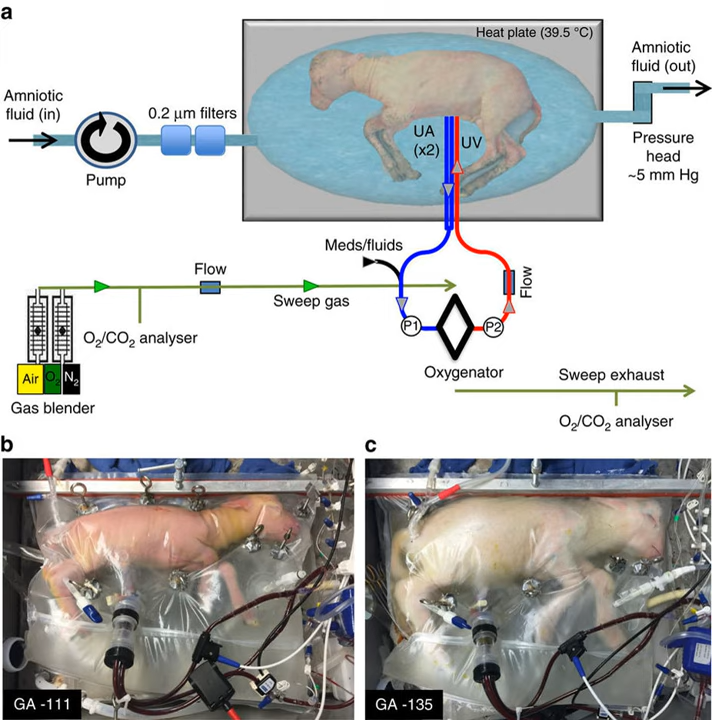 a
Heat plate (39.5 °C)
Amniotic
fluid (out)
Amniotic
fluid (in)
0.2 μm filters
UA
(x2)
UV
Pump
Pressure
head
~5 mm Hg
Meds/fluids
Flow
Flow
Sweep gas
O₂/CO₂ analyser
P1
P2
Oxygenator
Air
O₂
N₂
Gas blender
Sweep exhaust
O₂/CO₂ analyser
b
c
GA -111
GA -135